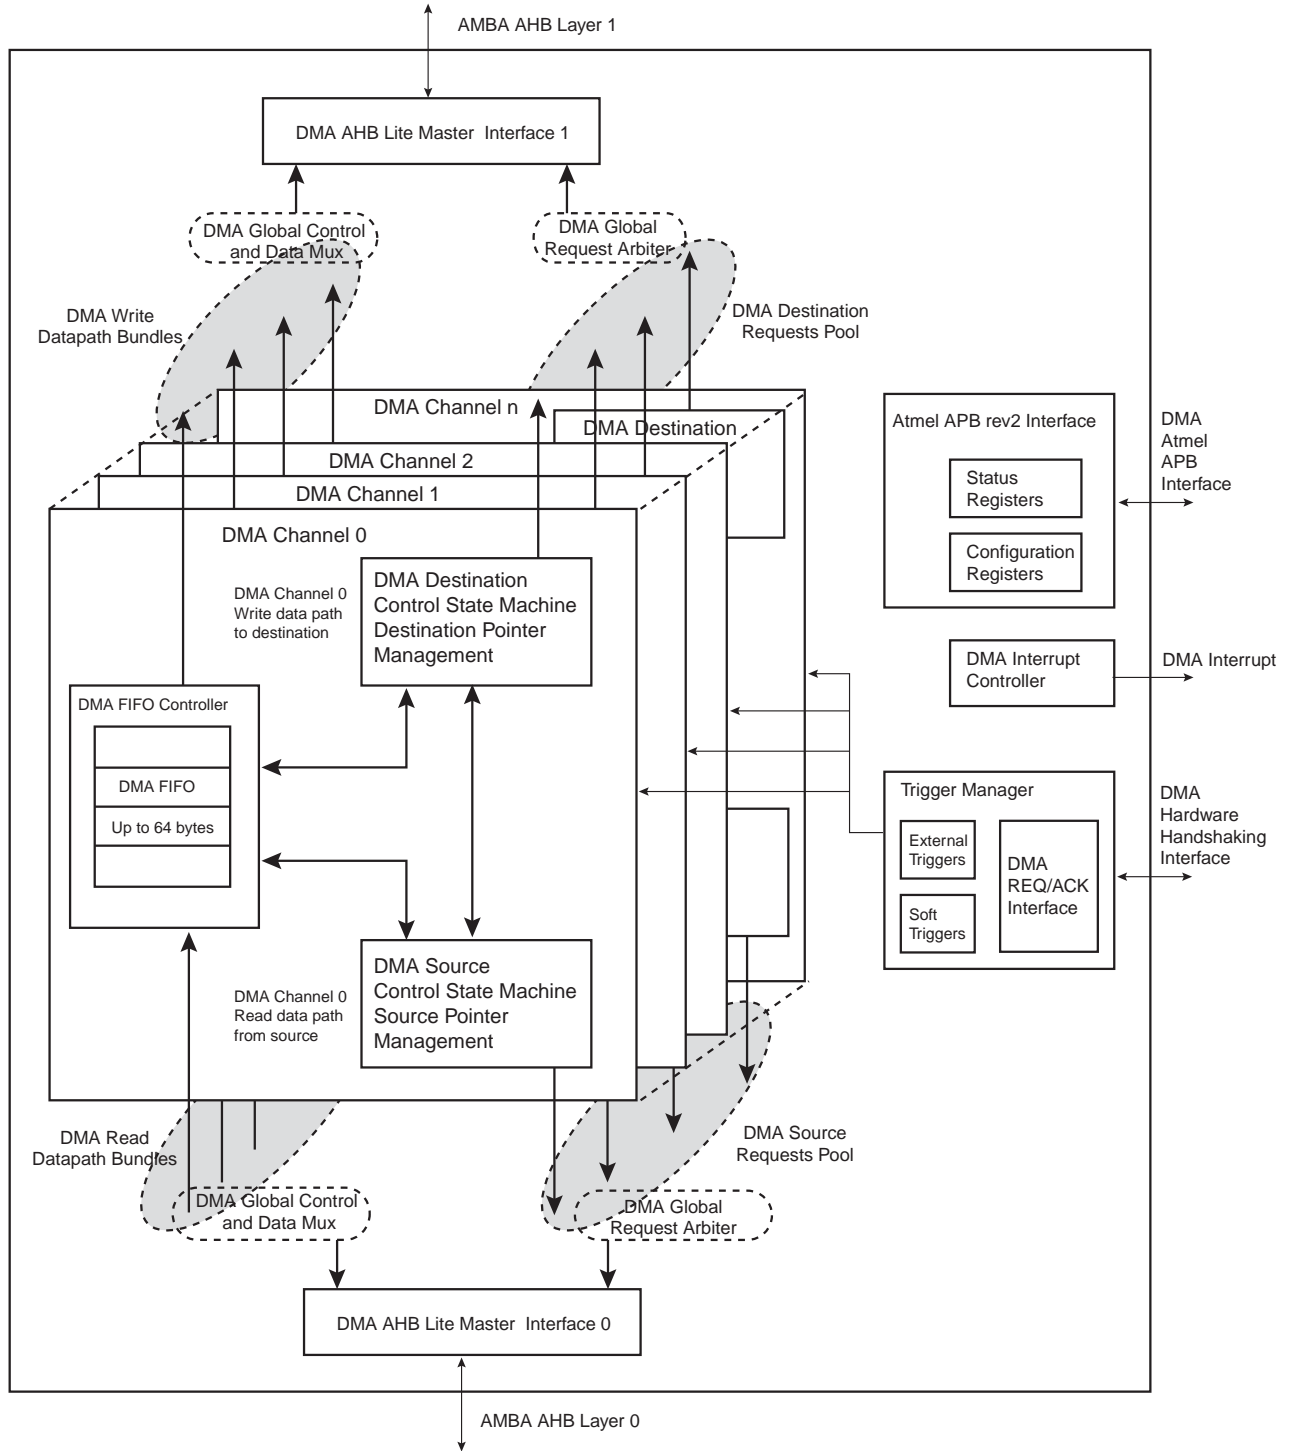 AMBA AHB Layer 1
DMA AHB Lite Master Interface 1
DMA Global Control
and Data Mux
DMA Global
Request Arbiter
DMA Write
Datapath Bundles
DMA Destination
Requests Pool
DMA Channel n
DMA Destination
DMA Channel 2
DMA Channel 1
DMA Channel 0
DMA Channel 0
Write data path
to destination
DMA Destination
Control State Machine
Destination Pointer
Management
DMA FIFO Controller
DMA FIFO
Up to 64 bytes
DMA Channel 0
Read data path
from source
DMA Source
Control State Machine
Source Pointer
Management
Atmel APB rev2 Interface
Status
Registers
Configuration
Registers
DMA
Atmel
APB
Interface
DMA Interrupt
Controller
DMA Interrupt
Trigger Manager
External
Triggers
Soft
Triggers
DMA
REQ/ACK
Interface
DMA
Hardware
Handshaking
Interface
DMA Read
Datapath Bundles
DMA Source
Requests Pool
DMA Global Control
and Data Mux
DMA Global
Request Arbiter
DMA AHB Lite Master Interface 0
AMBA AHB Layer 0